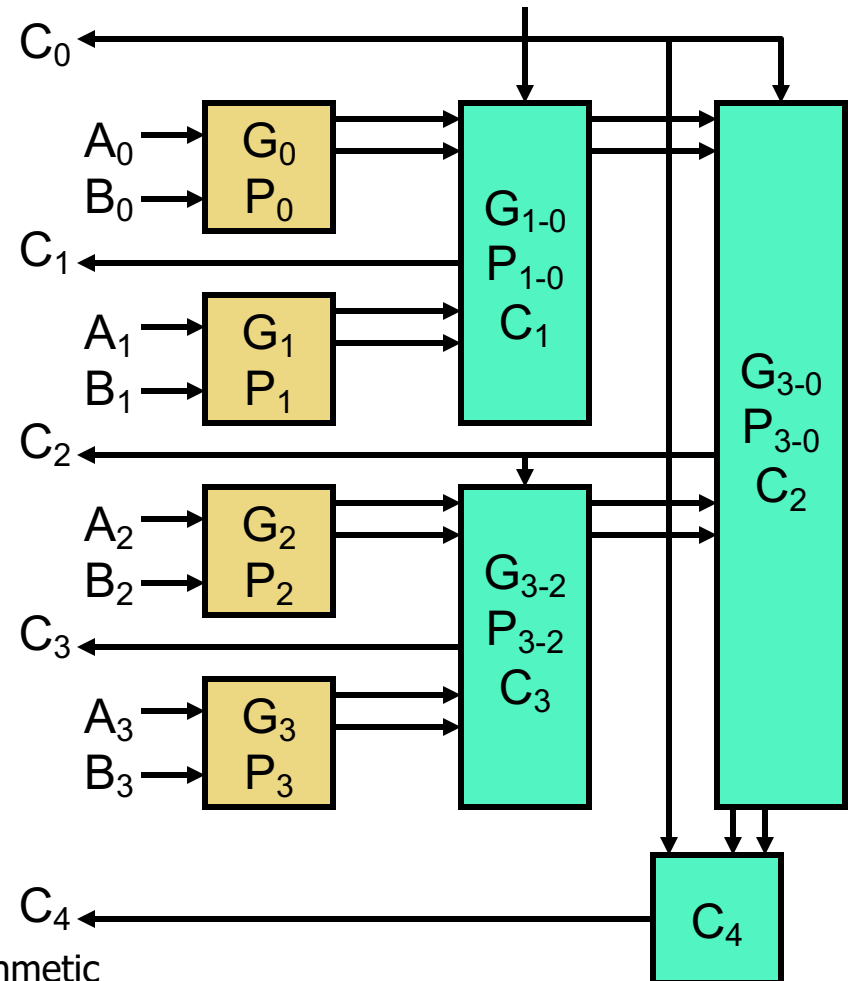 C₀
A₀
B₀
G₀
P₀
C₁
A₁
B₁
G₁
P₁
G₁₋₀
P₁₋₀
C₁
C₂
A₂
B₂
G₂
P₂
C₃
A₃
B₃
G₃
P₃
G₃₋₂
P₃₋₂
C₃
G₃₋₀
P₃₋₀
C₂
C₄
C₄
nmetic